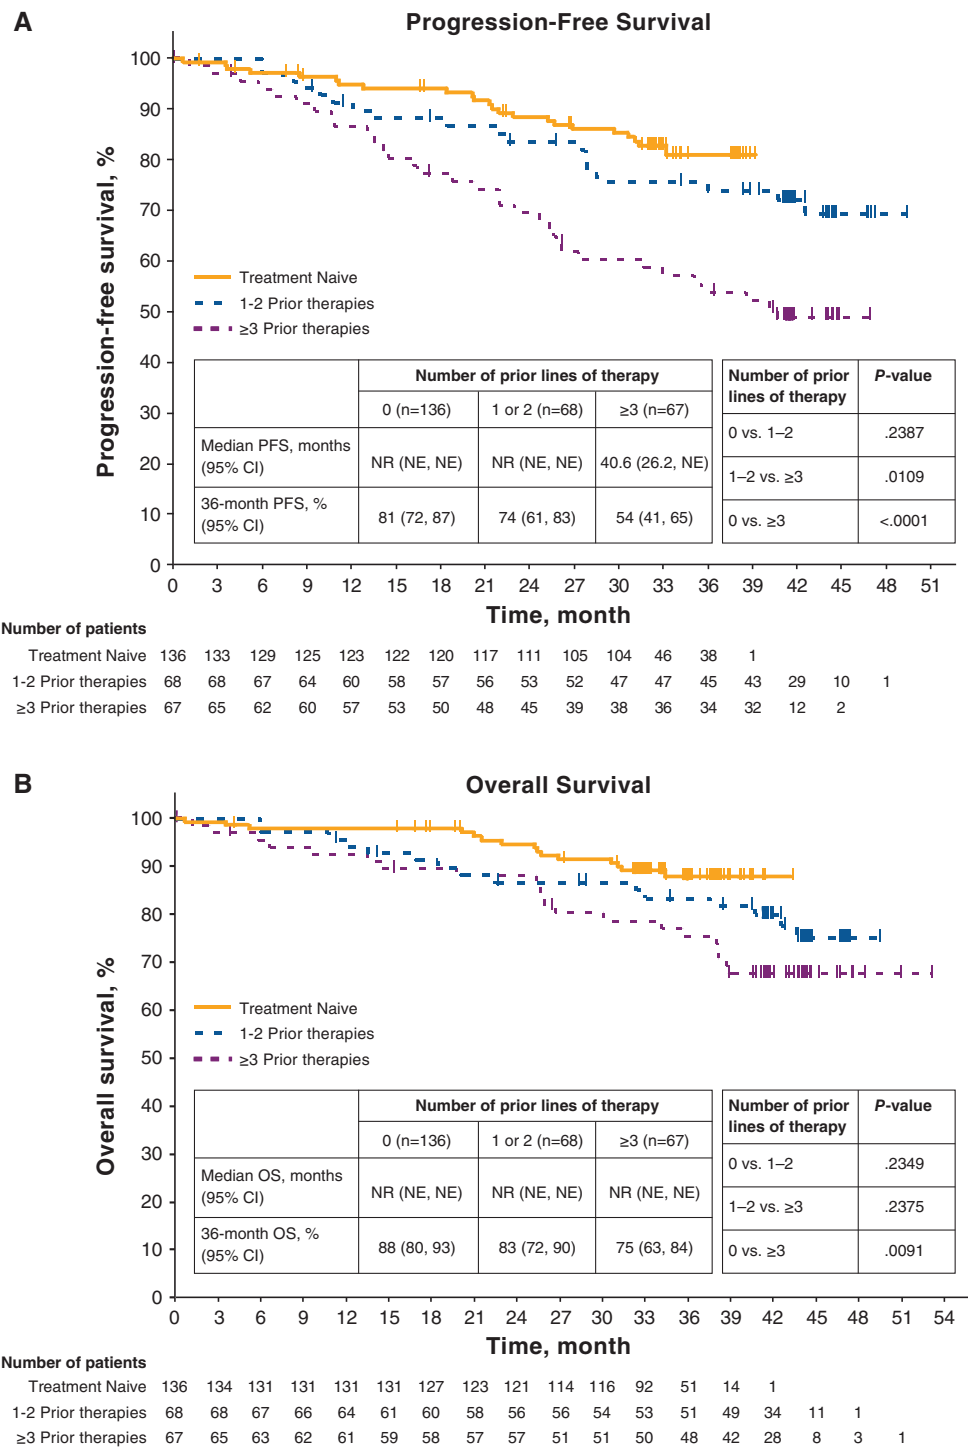 A
Progression-Free Survival
Progression-free survival, %
100
90
80
70
60
50
40
30
20
10
0
Treatment Naive
1-2 Prior therapies
≥3 Prior therapies
Number of prior lines of therapy
0 (n=136) 1 or 2 (n=68) ≥3 (n=67)
Median PFS, months
(95% CI)
NR (NE, NE) NR (NE, NE) 40.6 (26.2, NE)
36-month PFS, %
(95% CI)
81 (72, 87) 74 (61, 83) 54 (41, 65)
Number of prior
lines of therapy
P-value
0 vs. 1–2 .2387
1–2 vs. ≥3 .0109
0 vs. ≥3 <.0001
0 3 6 9 12 15 18 21 24 27 30 33 36 39 42 45 48 51
Time, month
Number of patients
Treatment Naive 136 133 129 125 123 122 120 117 111 105 104 46 38 1
1-2 Prior therapies 68 68 67 64 60 58 57 56 53 52 47 47 45 43 29 10 1
≥3 Prior therapies 67 65 62 60 57 53 50 48 45 39 38 36 34 32 12 2
B
Overall Survival
Overall survival, %
100
90
80
70
60
50
40
30
20
10
0
Treatment Naive
1-2 Prior therapies
≥3 Prior therapies
Number of prior lines of therapy
0 (n=136) 1 or 2 (n=68) ≥3 (n=67)
Median OS, months
(95% CI)
NR (NE, NE) NR (NE, NE) NR (NE, NE)
36-month OS, %
(95% CI)
88 (80, 93) 83 (72, 90) 75 (63, 84)
Number of prior
lines of therapy
P-value
0 vs. 1–2 .2349
1–2 vs. ≥3 .2375
0 vs. ≥3 .0091
0 3 6 9 12 15 18 21 24 27 30 33 36 39 42 45 48 51 54
Time, month
Number of patients
Treatment Naive 136 134 131 131 131 131 127 123 121 114 116 92 51 14 1
1-2 Prior therapies 68 68 67 66 64 61 60 58 56 56 54 53 51 49 34 11 1
≥3 Prior therapies 67 65 63 62 61 59 58 57 57 51 51 50 48 42 28 8 3 1